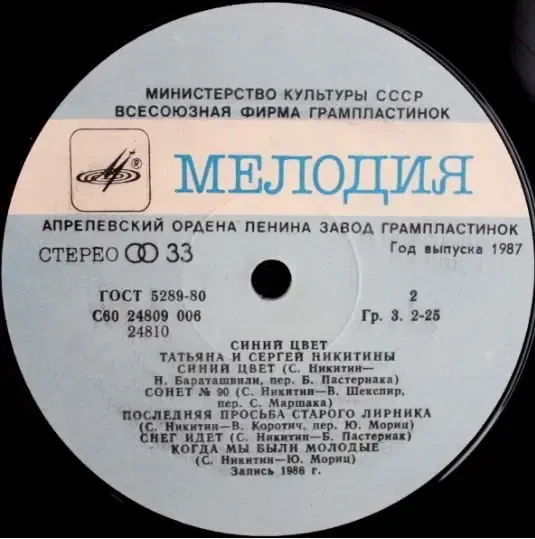 МИНИСТЕРСТВО КУЛЬТУРЫ СССР
ВСЕСОЮЗНАЯ ФИРМА ГРАМПЛАСТИНОК
® МЕЛОДИЯ
АПРЕЛЕВСКИЙ ОРДЕНА ЛЕНИНА ЗАВОД ГРАМПЛАСТИНОК
СТЕРЕО 33 Год выпуска 1987
ГОСТ 5289-80 2
С60 24809 006 Гр. 3. 2-25
24810
СИНИЙ ЦВЕТ
ТАТЬЯНА И СЕРГЕЙ НИКИТИНЫ
СИНИЙ ЦВЕТ (С. Никитин—
Н. Бараташвили, пер. Б. Пастернака)
СОНЕТ № 90 (С. Никитин—В. Шекспир,
пер. С. Маршака)
ПОСЛЕДНЯЯ ПРОСЬБА СТАРОГО ЛИРНИКА
(С. Никитин—В. Коротич, пер. Ю. Мориц)
СНЕГ ИДЕТ (С. Никитин—Б. Пастернак)
КОГДА МЫ БЫЛИ МОЛОДЫЕ
(С. Никитин—Ю. Мориц)
Запись 1986 г.